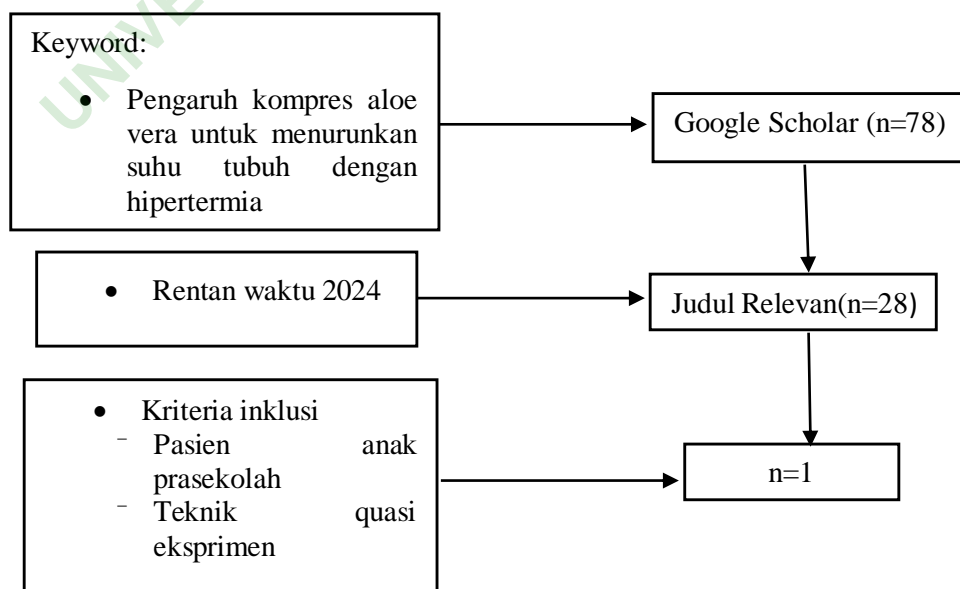 UNIVE
Keyword:
• Pengaruh kompres aloe
vera untuk menurunkan
suhu tubuh dengan
hipertermia
Google Scholar (n=78)
• Rentan waktu 2024
Judul Relevan(n=28)
• Kriteria inklusi
- Pasien anak
prasekolah
- Teknik quasi
eksprimen
n=1